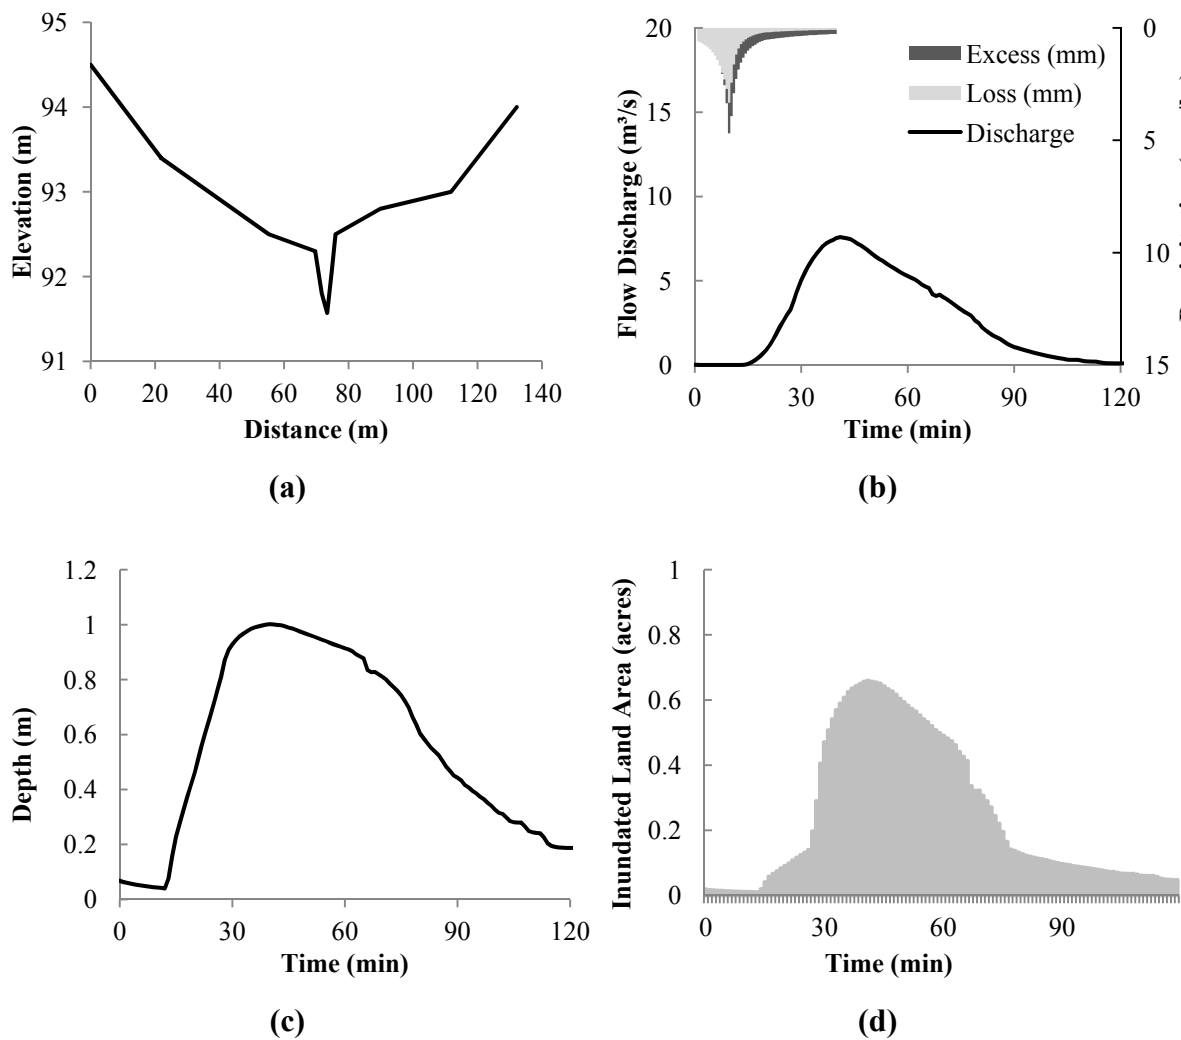 95
94
93
92
91
Elevation (m)
0 20 40 60 80 100 120 140
Distance (m)
(a)
20
15
10
5
0
Flow Discharge (m³/s)
Excess (mm)
Loss (mm)
Discharge
0
5
10
15
0 30 60 90 120
Time (min)
(b)
1.2
1
0.8
0.6
0.4
0.2
0
Depth (m)
0 30 60 90 120
Time (min)
(c)
1
0.8
0.6
0.4
0.2
0
Inundated Land Area (acres)
0 30 60 90
Time (min)
(d)